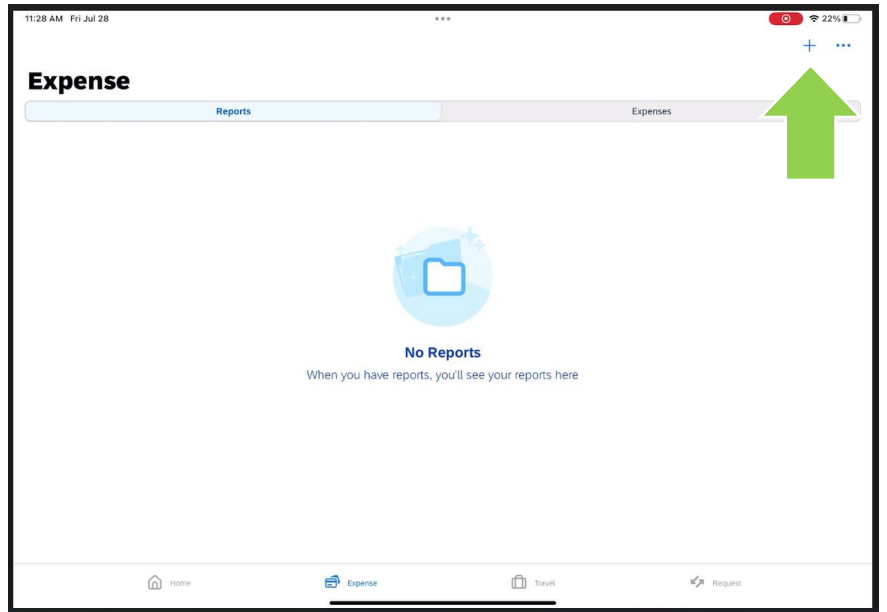 11:28 AM Fri Jul 28
22%
Expense
Reports
Expenses
No Reports
When you have reports, you'll see your reports here
Home
Expense
Travel
Request